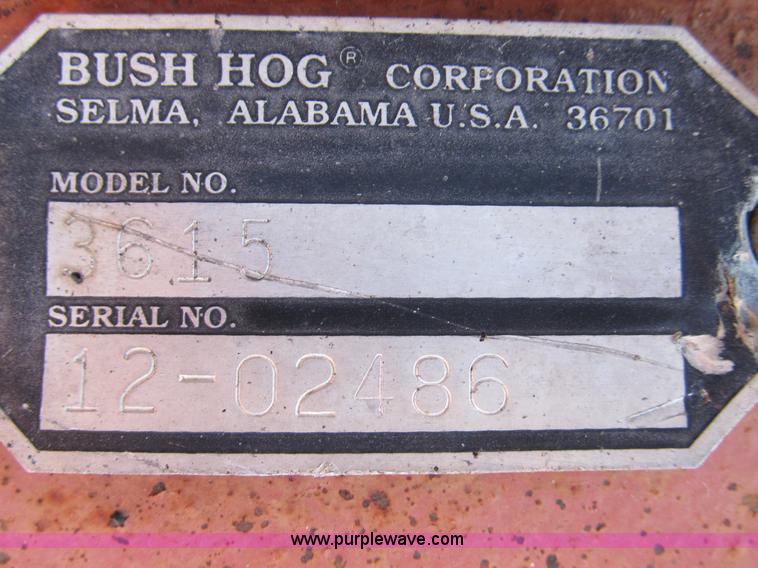 BUSH HOG® CORPORATION
SELMA, ALABAMA U.S.A. 36701
MODEL NO.
3615
SERIAL NO.
12-02486
www.purplewave.com